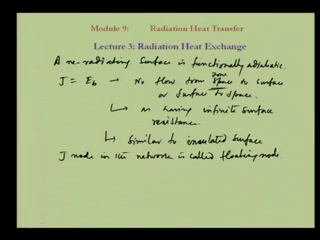 Module 9: Radiation Heat Transfer
Lecture 3: Radiation Heat Exchange
A re-radiating surface is functionally adiabatic.
J = Eb → No flow from space to surface
or surface to space.
↳ as having infinite surface
resistance.
↳ Similar to insulated surface
J node in the network is called floating node.